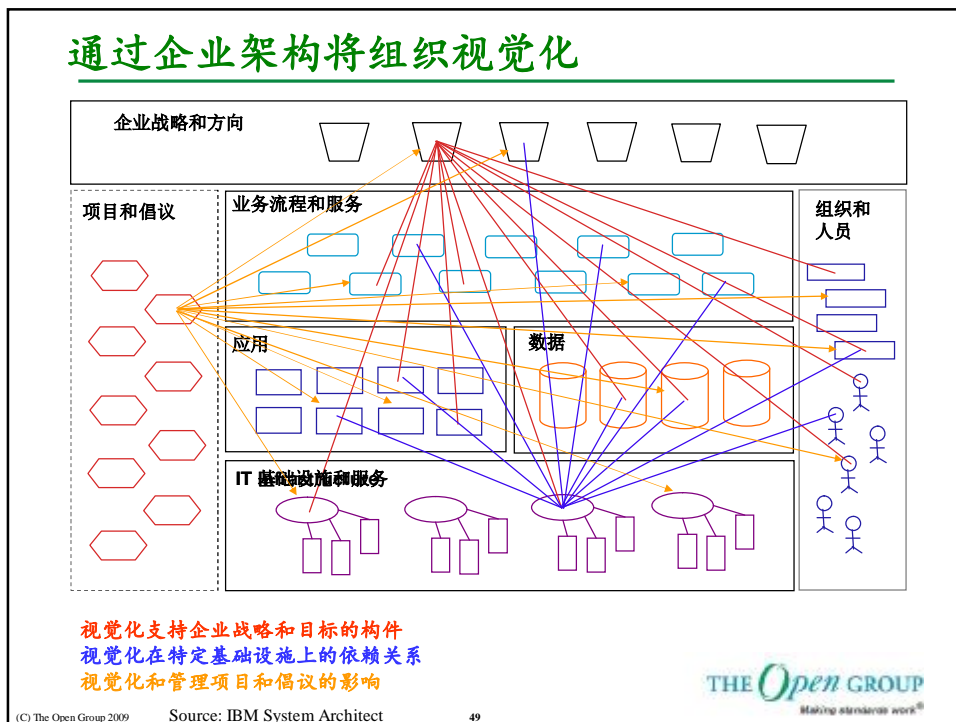 通过企业架构将组织视觉化
企业战略和方向
项目和倡议
业务流程和服务
组织和
人员
应用
数据
IT 基础设施和服务
视觉化支持企业战略和目标的构件
视觉化在特定基础设施上的依赖关系
视觉化和管理项目和倡议的影响
THE Open GROUP
Making standards work®
(C) The Open Group 2009
Source: IBM System Architect
49